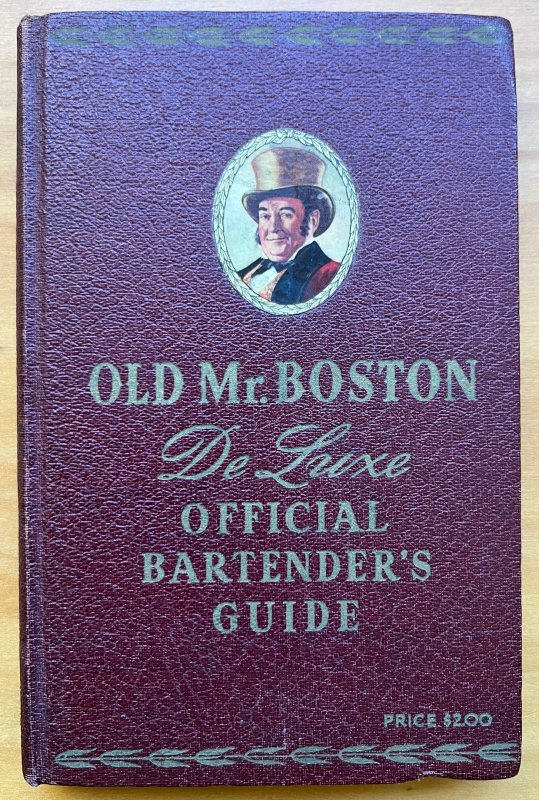 OLD Mr. BOSTON
De Luxe
OFFICIAL
BARTENDER'S
GUIDE
PRICE $2.00